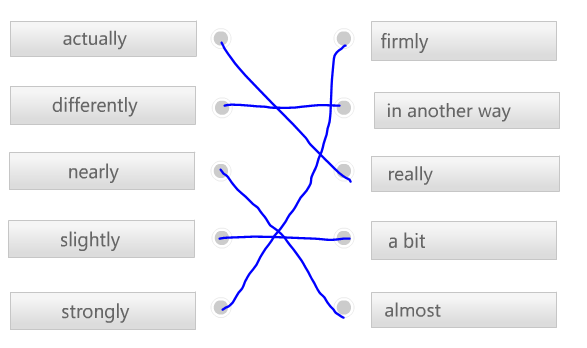 actually
firmly
differently
in another way
nearly
really
slightly
a bit
strongly
almost